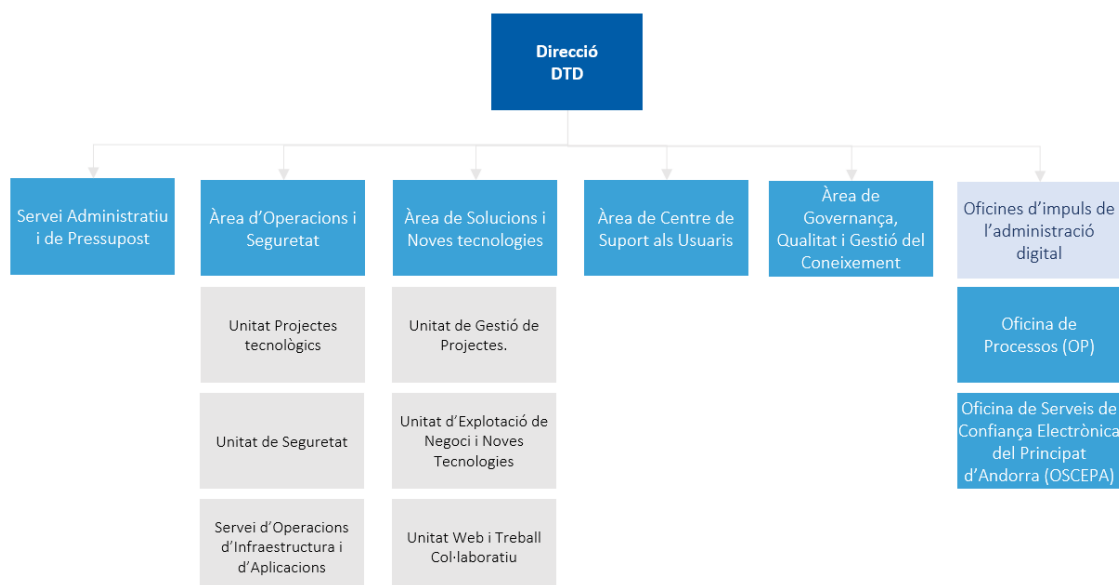 Direcció
DTD
Servei Administratiu
i de Pressupost
Àrea d’Operacions i
Seguretat
Àrea de Solucions i
Noves tecnologies
Àrea de Centre de
Suport als Usuaris
Àrea de
Governança,
Qualitat i Gestió del
Coneixement
Oficines d’impuls de
l’administració
digital
Unitat Projectes
tecnològics
Unitat de Gestió de
Projectes.
Oficina de
Processos (OP)
Unitat de Seguretat
Unitat d’Explotació de
Negoci i Noves
Tecnologies
Oficina de Serveis de
Confiança Electrònica
del Principat
d’Andorra (OSCEPA)
Servei d’Operacions
d’Infraestructura i
d’Aplicacions
Unitat Web i Treball
Col·laboratiu